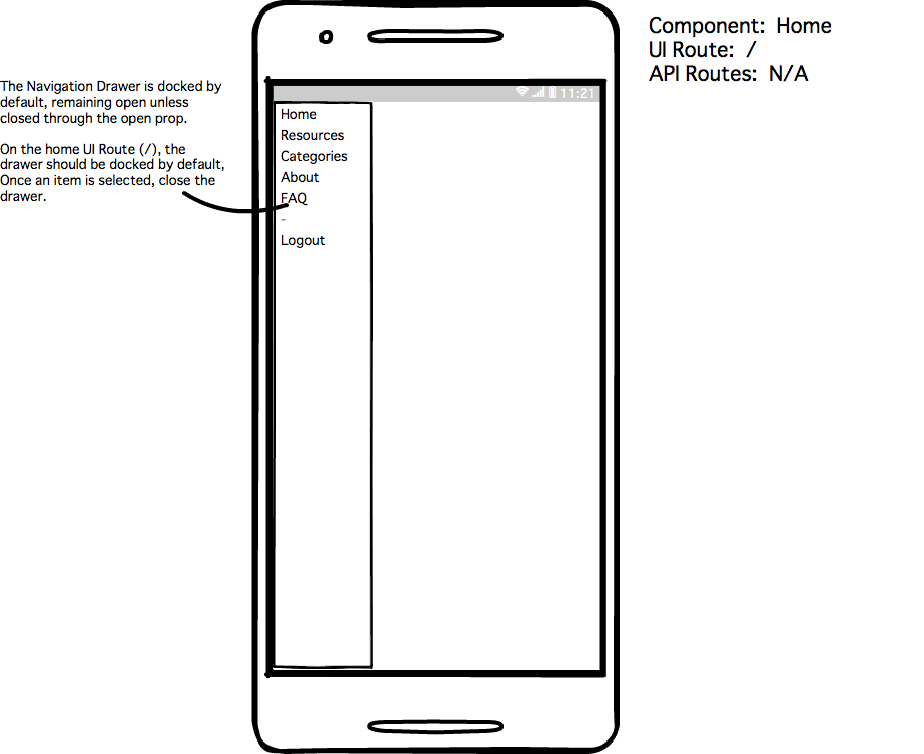 Component: Home
UI Route: /
API Routes: N/A
The Navigation Drawer is docked by
default, remaining open unless
closed through the open prop.
On the home UI Route (/), the
drawer should be docked by default,
Once an item is selected, close the
drawer.
11:21
Home
Resources
Categories
About
FAQ
-
Logout